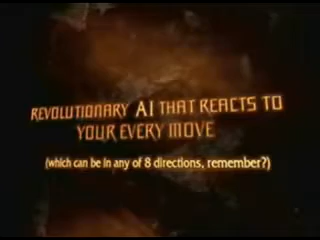 REVOLUTIONARY AI THAT REACTS TO
YOUR EVERY MOVE
(which can be in any of 8 directions, remember?)